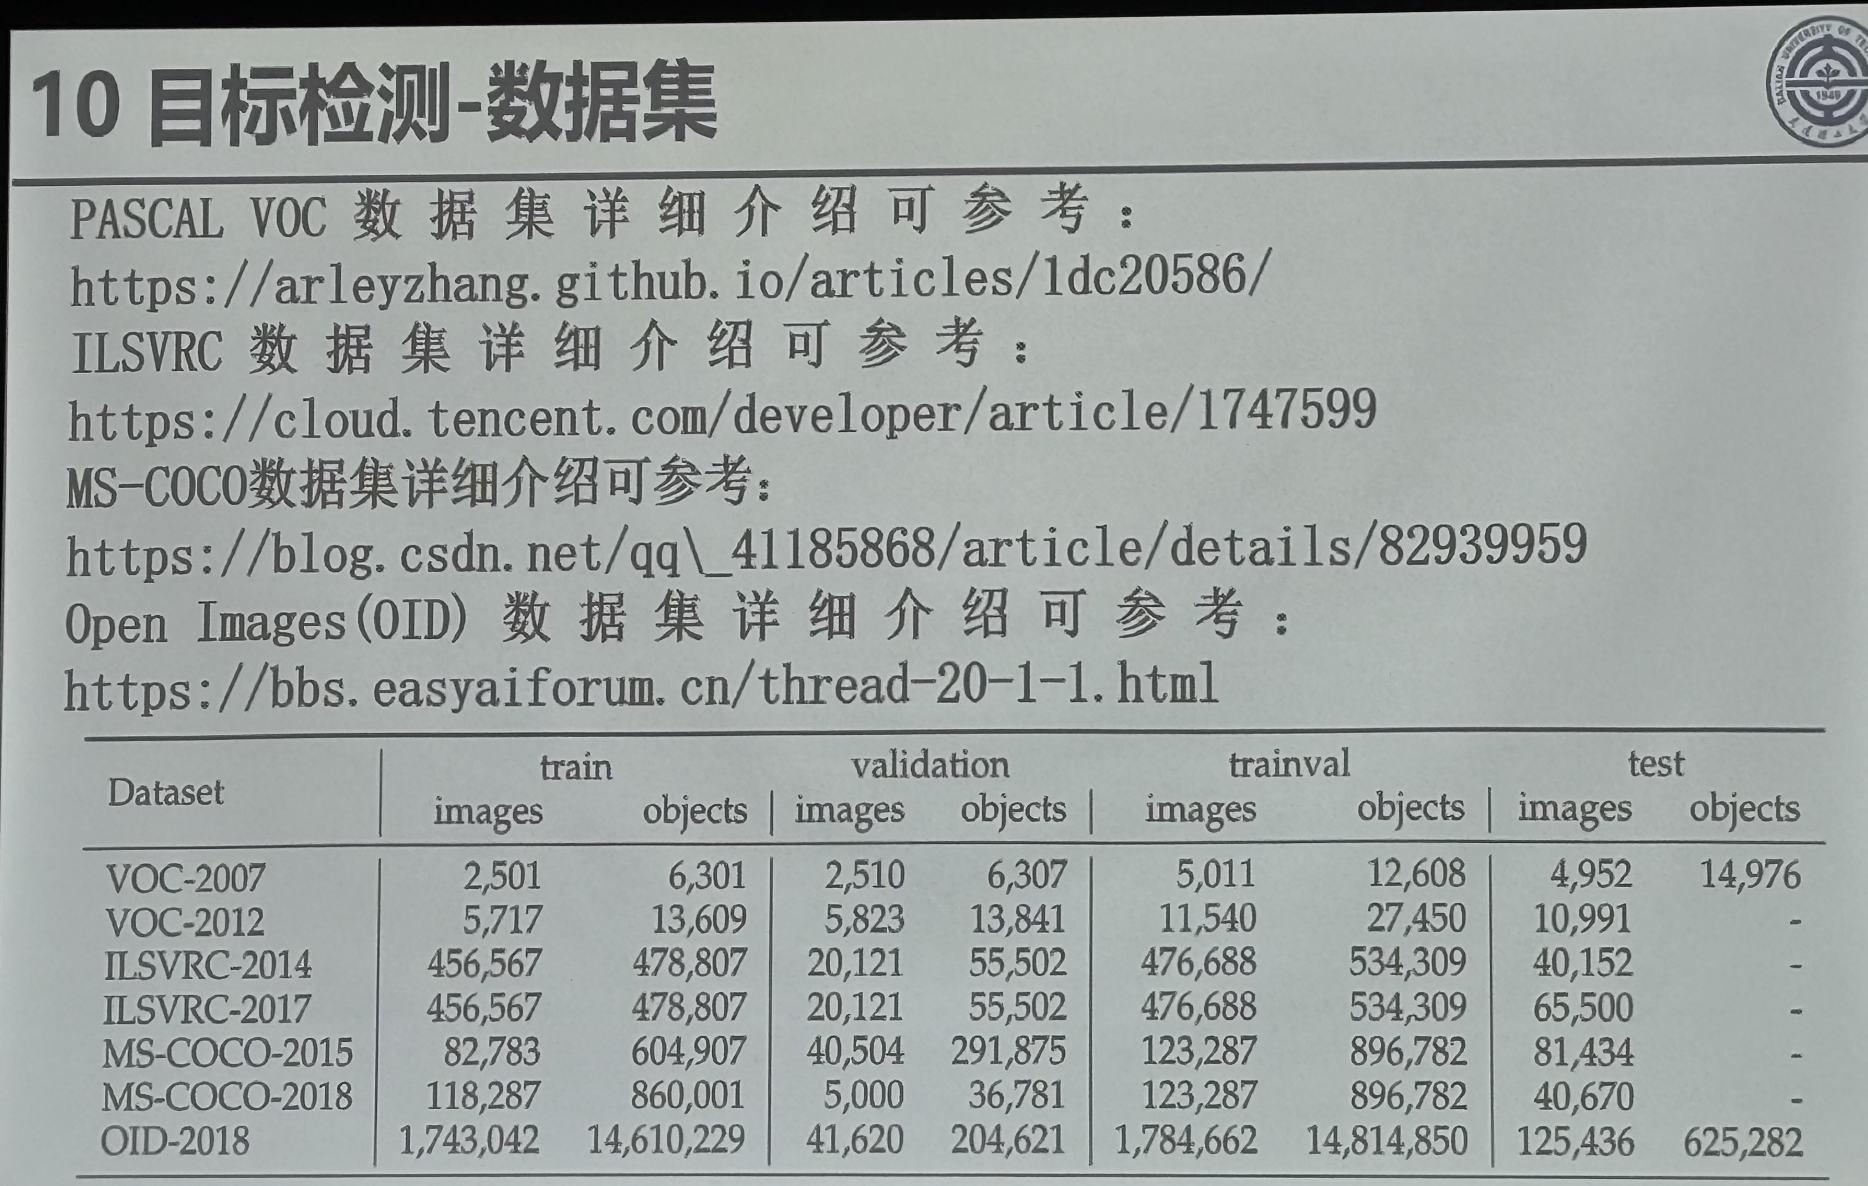 10 目标检测-数据集
1949
PASCAL VOC 数据集详细介绍可参考：
https://arleyzhang.github.io/articles/1dc20586/
ILSVRC 数据集详细介绍可参考：
https://cloud.tencent.com/developer/article/1747599
MS-COCO数据集详细介绍可参考：
https://blog.csdn.net/qq\_41185868/article/details/82939959
Open Images(OID) 数据集详细介绍可参考：
https://bbs.easyaiforum.cn/thread-20-1-1.html
Dataset train validation trainval test
images objects images objects images objects images objects
VOC-2007 2,501 6,301 2,510 6,307 5,011 12,608 4,952 14,976
VOC-2012 5,717 13,609 5,823 13,841 11,540 27,450 10,991 -
ILSVRC-2014 456,567 478,807 20,121 55,502 476,688 534,309 40,152 -
ILSVRC-2017 456,567 478,807 20,121 55,502 476,688 534,309 65,500 -
MS-COCO-2015 82,783 604,907 40,504 291,875 123,287 896,782 81,434 -
MS-COCO-2018 118,287 860,001 5,000 36,781 123,287 896,782 40,670 -
OID-2018 1,743,042 14,610,229 41,620 204,621 1,784,662 14,814,850 125,436 625,282